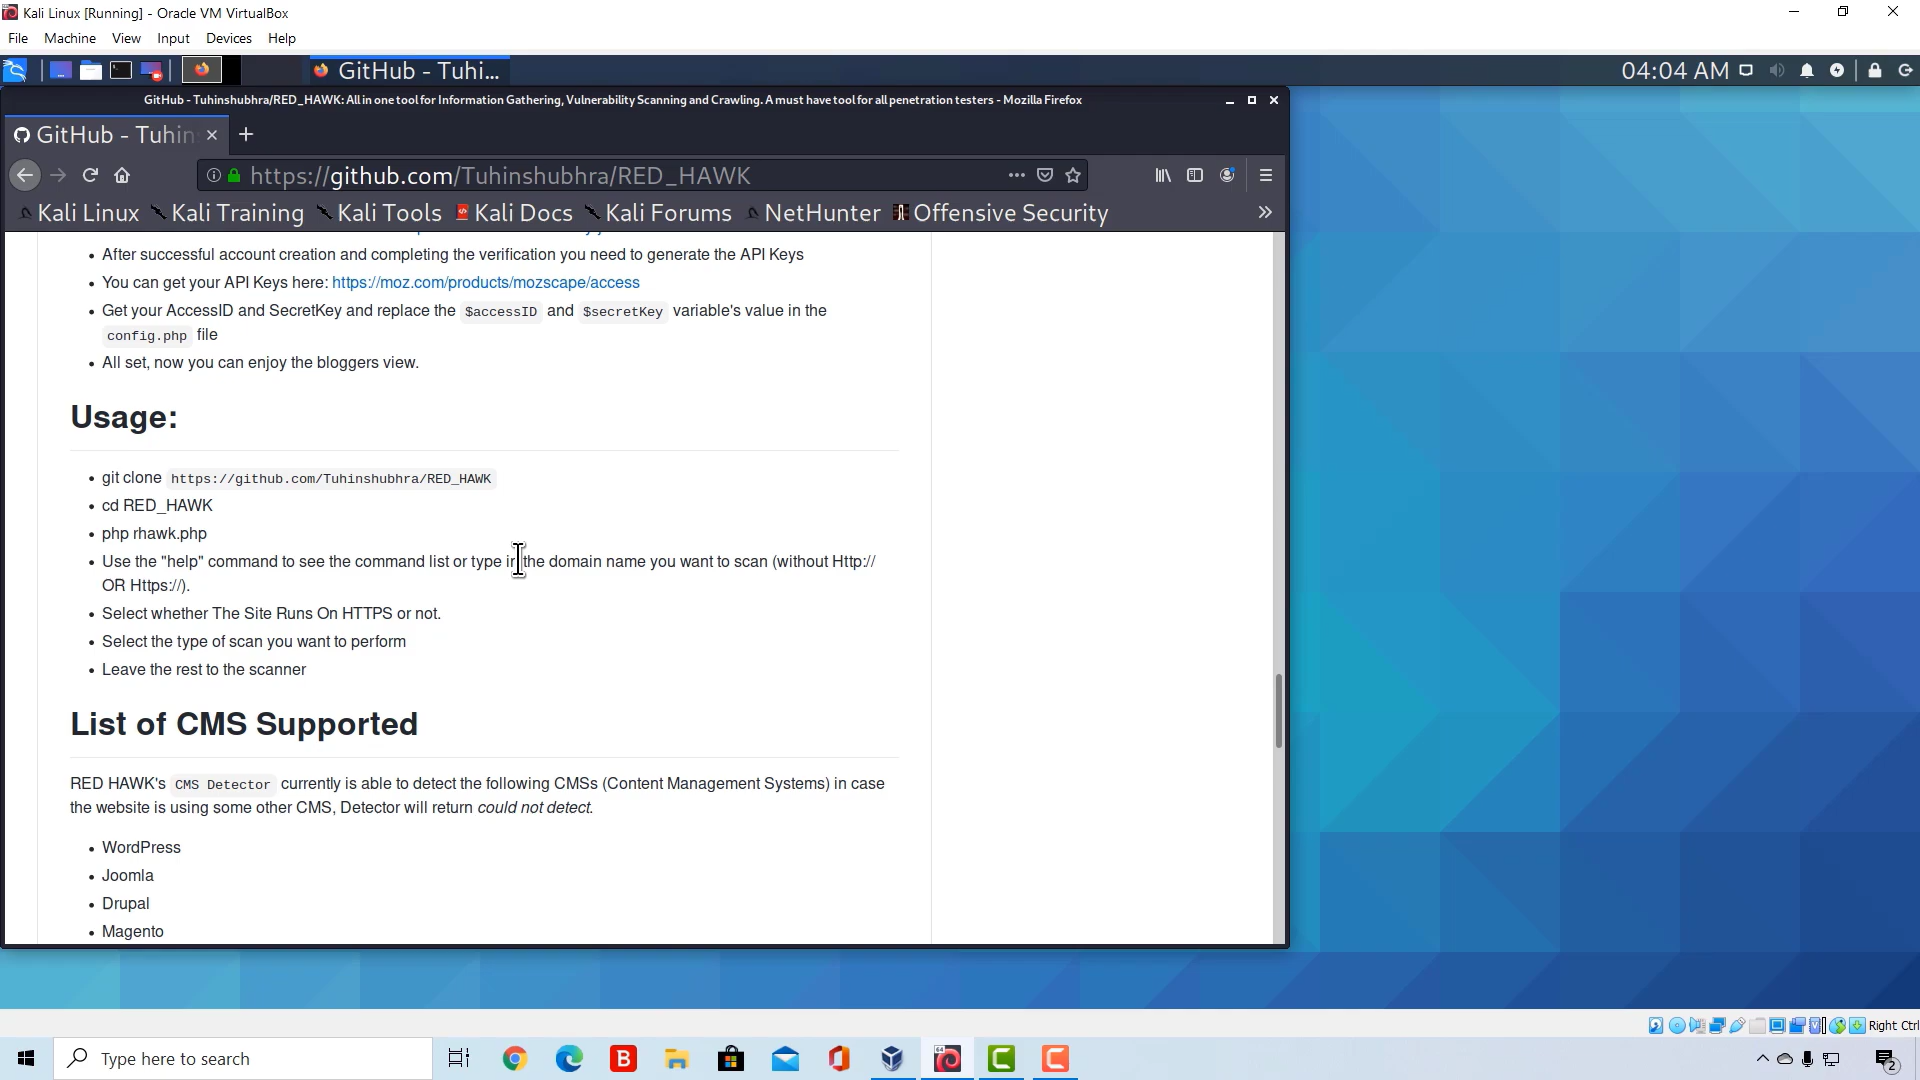 Kali Linux [Running] - Oracle VM VirtualBox
File Machine View Input Devices Help
GitHub - Tuhi...
04:04 AM
GitHub - Tuhinshubhra/RED_HAWK: All in one tool for Information Gathering, Vulnerability Scanning and Crawling. A must have tool for all penetration testers - Mozilla Firefox
GitHub - Tuhin
https://github.com/Tuhinshubhra/RED_HAWK
Kali Linux Kali Training Kali Tools Kali Docs Kali Forums NetHunter Offensive Security
After successful account creation and completing the verification you need to generate the API Keys
You can get your API Keys here: https://moz.com/products/mozscape/access
Get your AccessID and SecretKey and replace the $accessID and $secretKey variable's value in the
config.php file
All set, now you can enjoy the bloggers view.
Usage:
git clone https://github.com/Tuhinshubhra/RED_HAWK
cd RED_HAWK
php rhawk.php
Use the "help" command to see the command list or type in the domain name you want to scan (without Http://
OR Https://).
Select whether The Site Runs On HTTPS or not.
Select the type of scan you want to perform
Leave the rest to the scanner
List of CMS Supported
RED HAWK's CMS Detector currently is able to detect the following CMSs (Content Management Systems) in case
the website is using some other CMS, Detector will return could not detect.
WordPress
Joomla
Drupal
Magento
Right Ctrl
Type here to search
B
C
C
2